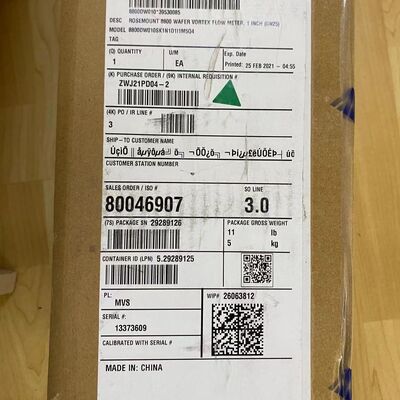 DESC ROSEMOUNT 8800 WAFER VORTEX FLOW METER, 1 INCH (DN25)
TAG
(Q) QUANTITY U/M Exp. Date
1 EA Printed: 25 FEB 2021 - 04:55
(K) PURCHASE ORDER / (9K) INTERNAL REQUISITION #
ZWJ21PD04-2
(4K) PO / IR LINE #
3
SHIP-TO CUSTOMER NAME
CUSTOMER STATION NUMBER
SALES ORDER / ISO # SO LINE
80046907 3.0
(7S) PACKAGE SN 29289126 PACKAGE GROSS WEIGHT
11 lb
5 kg
CONTAINER ID (LPN) 5.29289125
PL: WIP# 26063812
MVS
SERIAL #:
13373609
CALIBRATED WITH SERIAL #:
MADE IN: CHINA